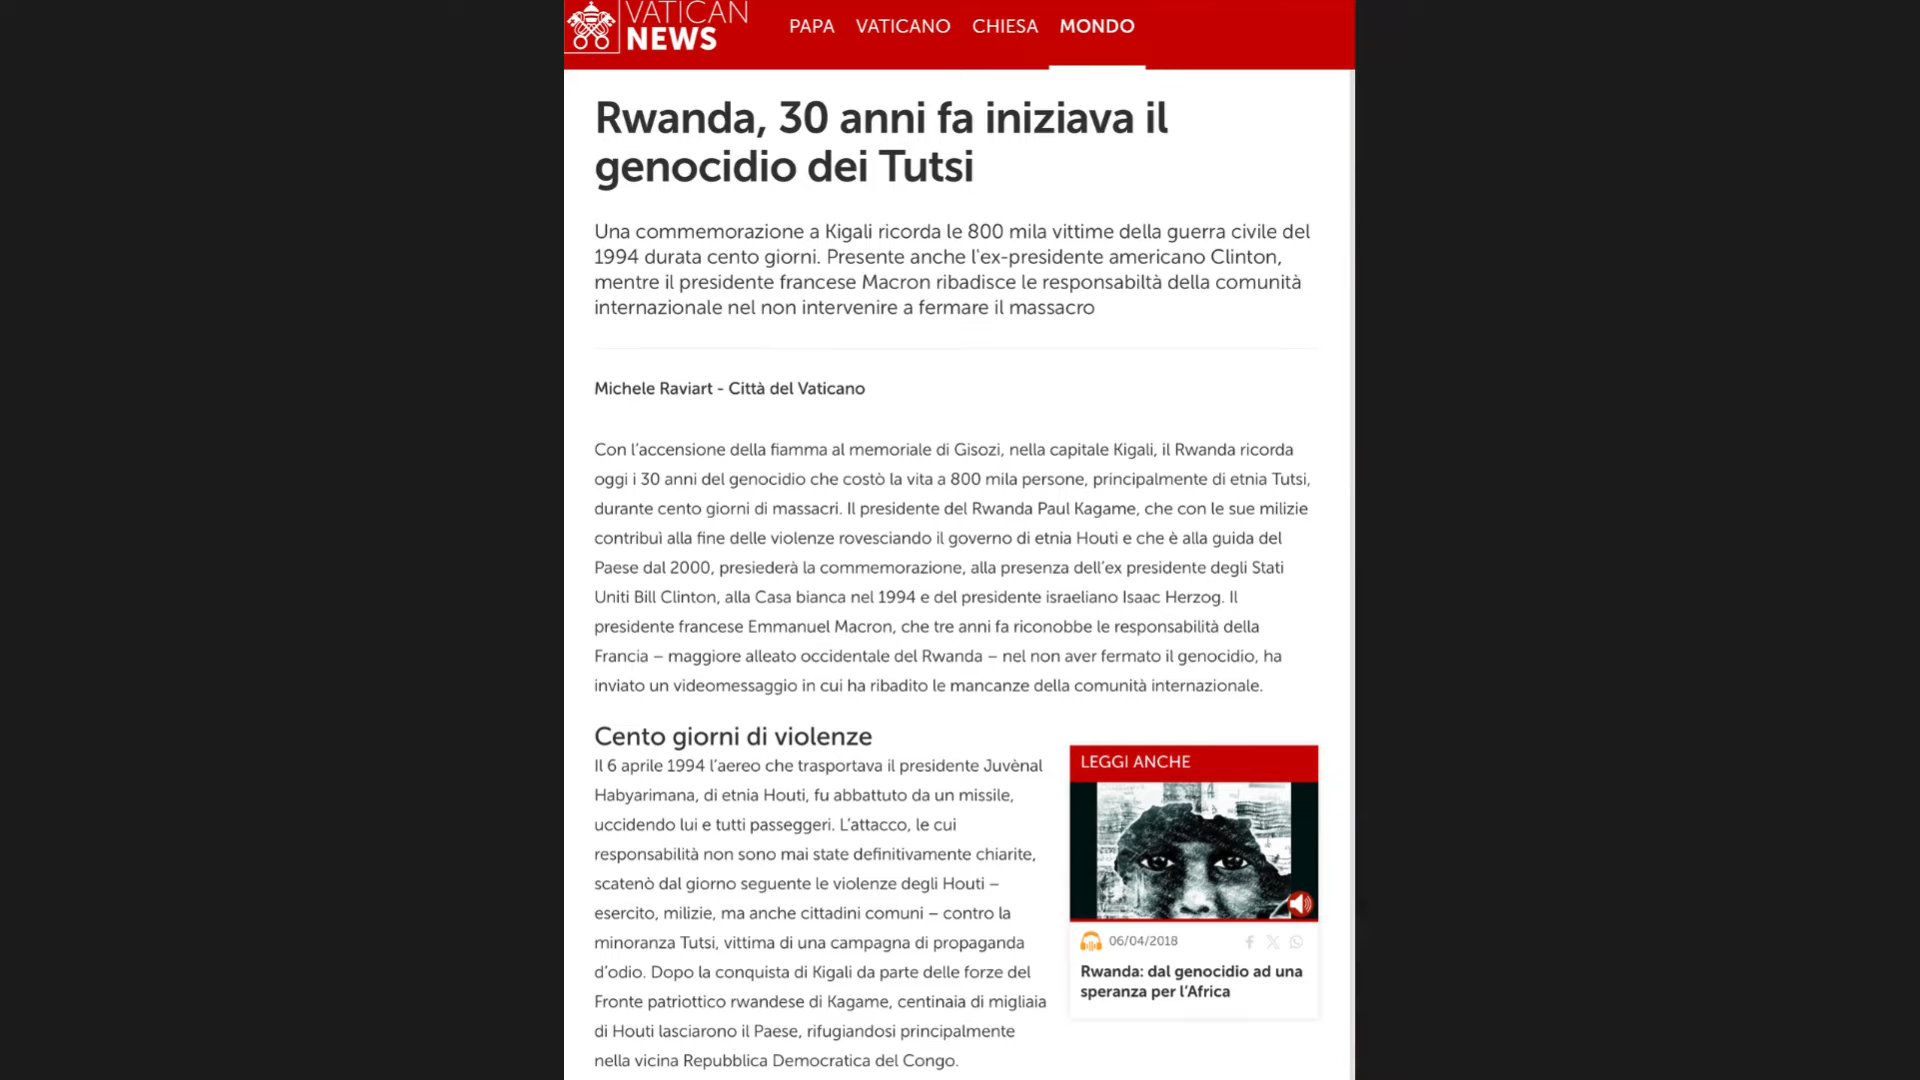 VATICAN
NEWS
PAPA VATICANO CHIESA MONDO
Rwanda, 30 anni fa iniziava il
genocidio dei Tutsi
Una commemorazione a Kigali ricorda le 800 mila vittime della guerra civile del
1994 durata cento giorni. Presente anche l'ex-presidente americano Clinton,
mentre il presidente francese Macron ribadisce le responsabiltà della comunità
internazionale nel non intervenire a fermare il massacro
Michele Raviart - Città del Vaticano
Con l’accensione della fiamma al memoriale di Gisozi, nella capitale Kigali, il Rwanda ricorda
oggi i 30 anni del genocidio che costò la vita a 800 mila persone, principalmente di etnia Tutsi,
durante cento giorni di massacri. Il presidente del Rwanda Paul Kagame, che con le sue milizie
contribuì alla fine delle violenze rovesciando il governo di etnia Houti e che è alla guida del
Paese dal 2000, presiederà la commemorazione, alla presenza dell’ex presidente degli Stati
Uniti Bill Clinton, alla Casa bianca nel 1994 e del presidente israeliano Isaac Herzog. Il
presidente francese Emmanuel Macron, che tre anni fa riconobbe le responsabilità della
Francia – maggiore alleato occidentale del Rwanda – nel non aver fermato il genocidio, ha
inviato un videomessaggio in cui ha ribadito le mancanze della comunità internazionale.
Cento giorni di violenze
Il 6 aprile 1994 l’aereo che trasportava il presidente Juvènal
Habyarimana, di etnia Houti, fu abbattuto da un missile,
uccidendo lui e tutti passeggeri. L’attacco, le cui
responsabilità non sono mai state definitivamente chiarite,
scatenò dal giorno seguente le violenze degli Houti –
esercito, milizie, ma anche cittadini comuni – contro la
minoranza Tutsi, vittima di una campagna di propaganda
d’odio. Dopo la conquista di Kigali da parte delle forze del
Fronte patriottico rwandese di Kagame, centinaia di migliaia
di Houti lasciarono il Paese, rifugiandosi principalmente
nella vicina Repubblica Democratica del Congo.
LEGGI ANCHE
06/04/2018
Rwanda: dal genocidio ad una
speranza per l’Africa